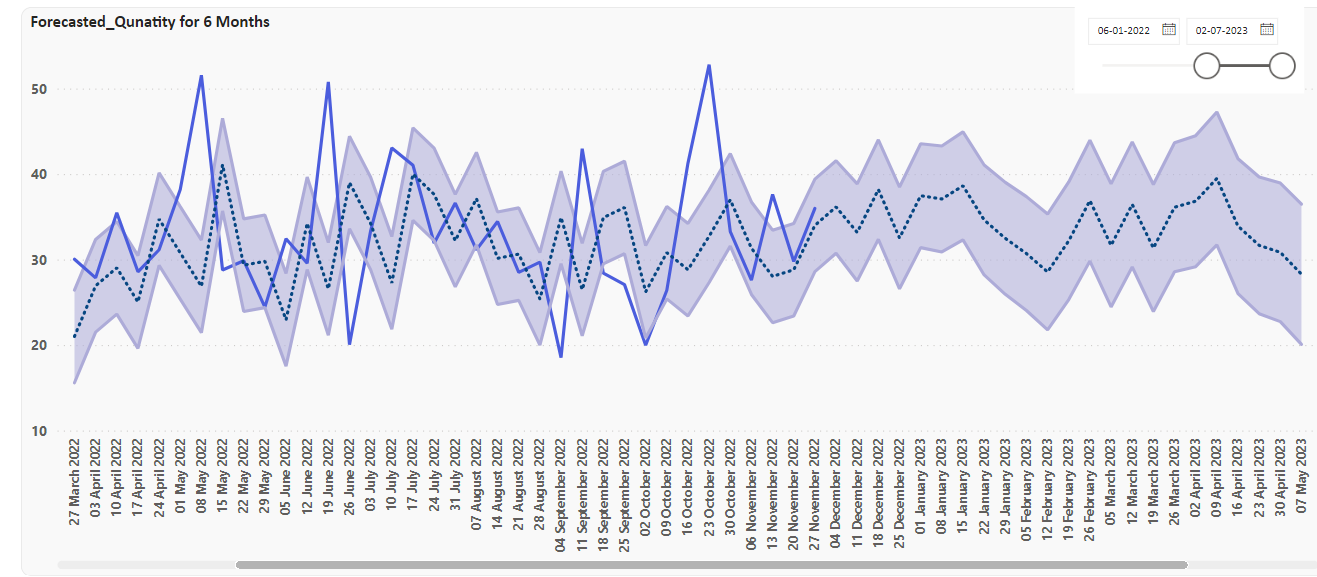 Forecasted_Qunatity for 6 Months
06-01-2022
02-07-2023
50
40
30
20
10
27 March 2022
03 April 2022
10 April 2022
17 April 2022
24 April 2022
01 May 2022
08 May 2022
15 May 2022
22 May 2022
29 May 2022
05 June 2022
12 June 2022
19 June 2022
26 June 2022
03 July 2022
10 July 2022
17 July 2022
24 July 2022
31 July 2022
07 August 2022
14 August 2022
21 August 2022
28 August 2022
04 September 2022
11 September 2022
18 September 2022
25 September 2022
02 October 2022
09 October 2022
16 October 2022
23 October 2022
30 October 2022
06 November 2022
13 November 2022
20 November 2022
27 November 2022
04 December 2022
11 December 2022
18 December 2022
25 December 2022
01 January 2023
08 January 2023
15 January 2023
22 January 2023
29 January 2023
05 February 2023
12 February 2023
19 February 2023
26 February 2023
05 March 2023
12 March 2023
19 March 2023
26 March 2023
02 April 2023
09 April 2023
16 April 2023
23 April 2023
30 April 2023
07 May 2023